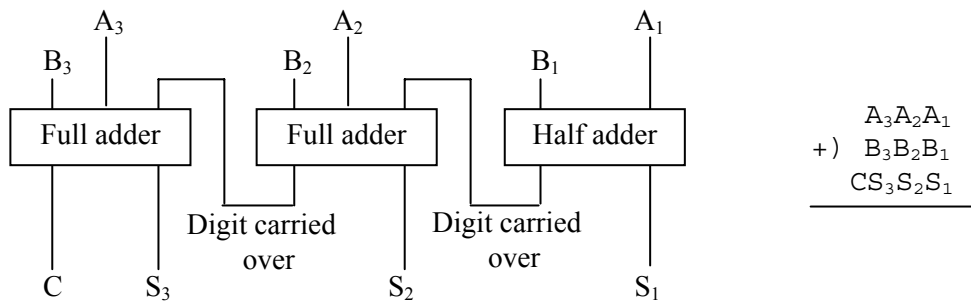 A₃ A₂ A₁
B₃ B₂ B₁
Full adder Full adder Half adder
Digit carried over Digit carried over
C S₃ S₂ S₁
A₃A₂A₁
+) B₃B₂B₁
CS₃S₂S₁